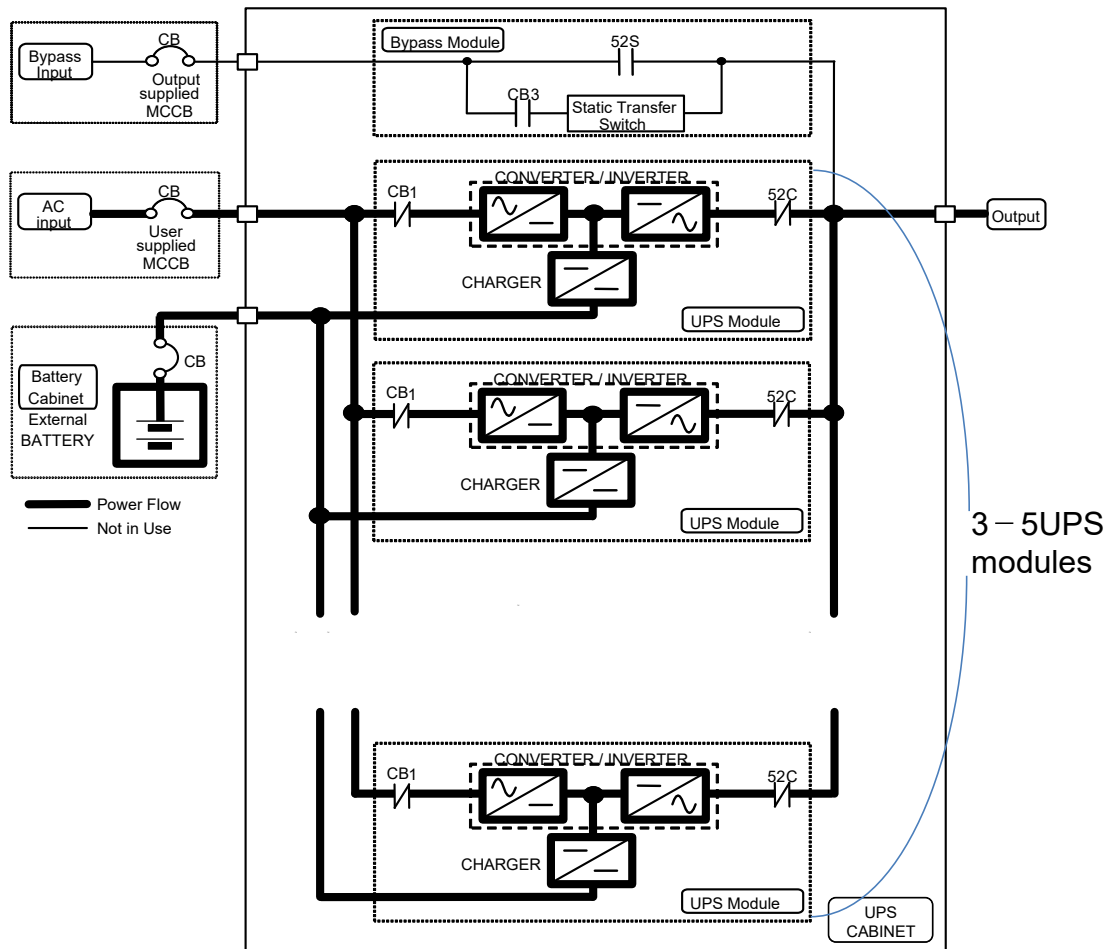 CB
Bypass
Input
Output
supplied
MCCB
Bypass Module
52S
CB3
Static Transfer
Switch
CB
AC
input
User
supplied
MCCB
CB1
CONVERTER / INVERTER
52C
Output
CHARGER
UPS Module
CB
Battery
Cabinet
External
BATTERY
CB1
CONVERTER / INVERTER
52C
CHARGER
UPS Module
Power Flow
Not in Use
3－5UPS
modules
CB1
CONVERTER / INVERTER
52C
CHARGER
UPS Module
UPS
CABINET